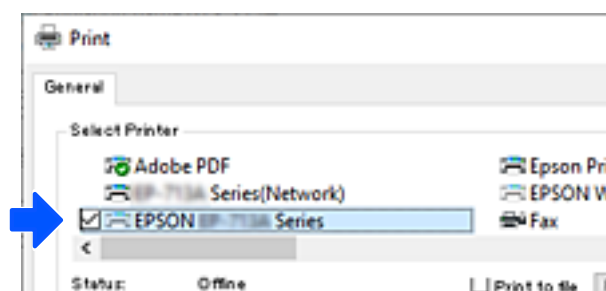 Print
General
Select Printer
Adobe PDF
Epson Pri
Series(Network)
EPSON W
EPSON Series
Fax
Status: Offline
Print to file